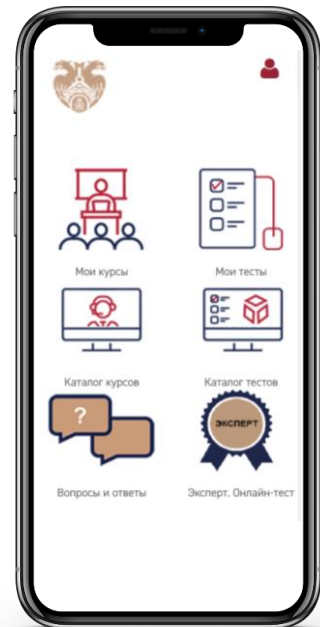 Мои курсы
Мои тесты
Каталог курсов
Каталог тестов
?
ЭКСПЕРТ
Вопросы и ответы
Эксперт. Онлайн-тест